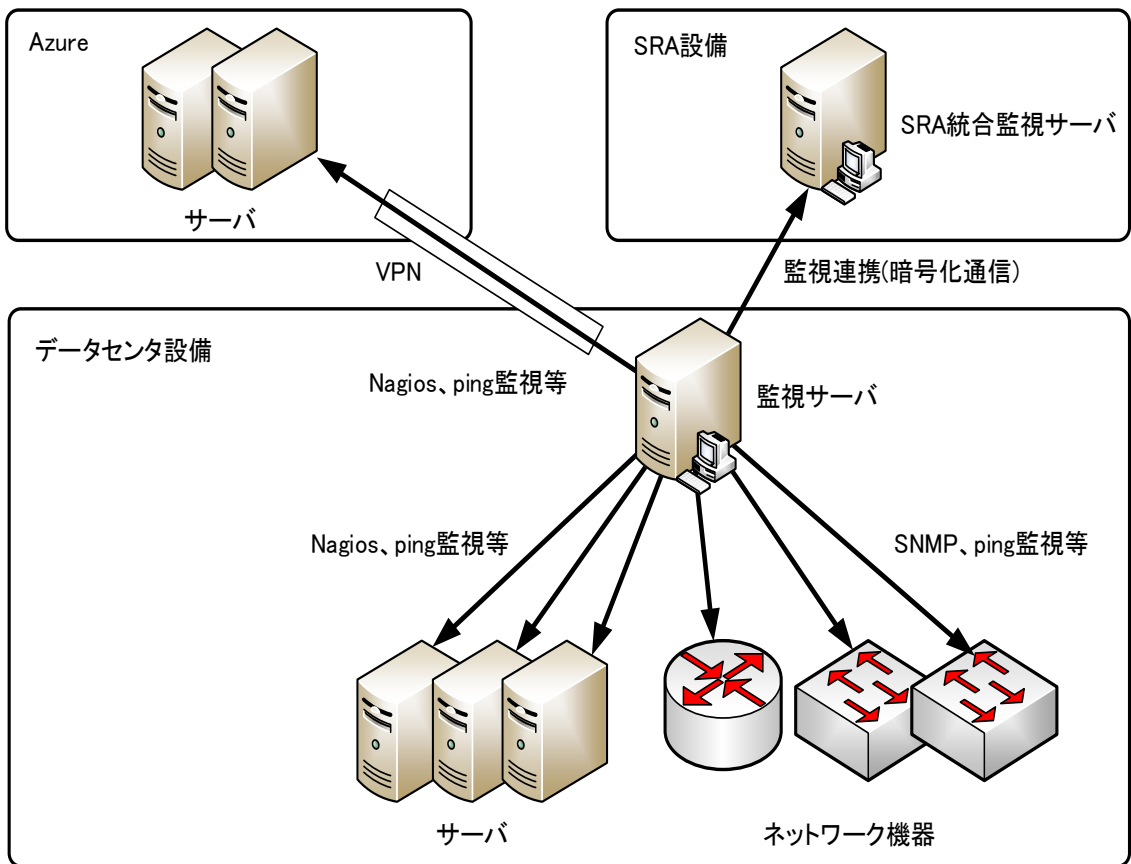 Azure
サーバ
SRA設備
SRA統合監視サーバ
VPN
監視連携(暗号化通信)
データセンタ設備
Nagios、ping監視等
監視サーバ
Nagios、ping監視等
SNMP、ping監視等
サーバ
ネットワーク機器